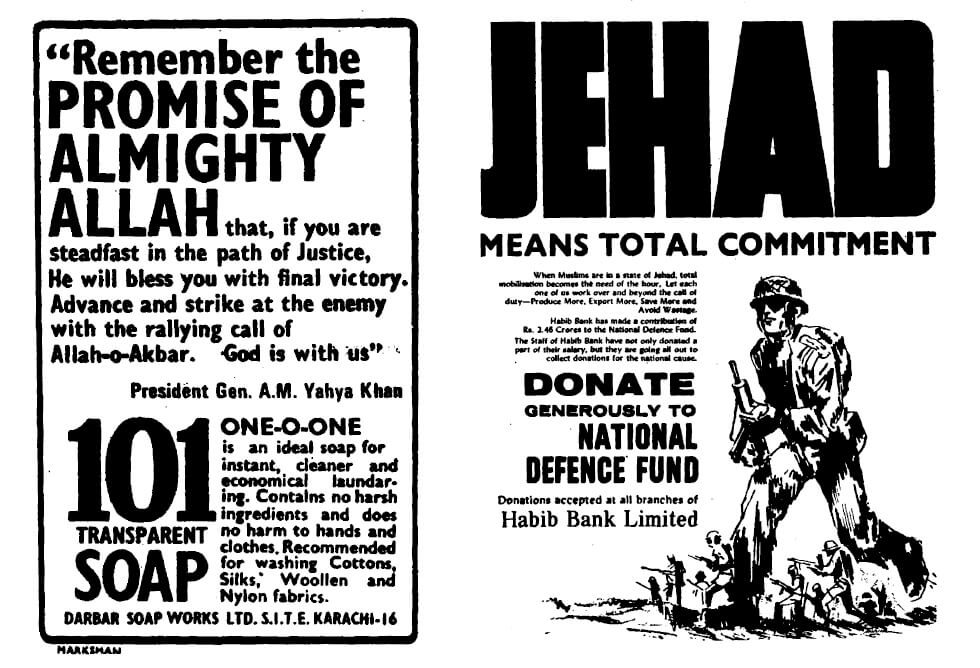 “Remember the
PROMISE OF
ALMIGHTY
ALLAH that, if you are
steadfast in the path of Justice,
He will bless you with final victory.
Advance and strike at the enemy
with the rallying call of
Allah-o-Akbar. God is with us”
President Gen. A.M. Yahya Khan
101
TRANSPARENT
SOAP
ONE-O-ONE
is an ideal soap for
instant, cleaner and
economical laundar-
ing. Contains no harsh
ingredients and does
no harm to hands and
clothes. Recommended
for washing Cottons,
Silks, Woollen and
Nylon fabrics.
DARBAR SOAP WORKS LTD. S.I.T.E. KARACHI-16
MARKSMAN
JEHAD
MEANS TOTAL COMMITMENT
When Muslims are in a state of Jehad, total
mobilisation becomes the need of the hour, Let each
one of us work over and beyond the call of
duty—Produce More, Export More, Save More and
Avoid Wastage.
Habib Bank has made a contribution of
Rs. 2.46 Crores to the National Defence Fund.
The Staff of Habib Bank have not only donated a
part of their salary, but they are going all out to
collect donations for the national cause.
DONATE
GENEROUSLY TO
NATIONAL
DEFENCE FUND
Donations accepted at all branches of
Habib Bank Limited